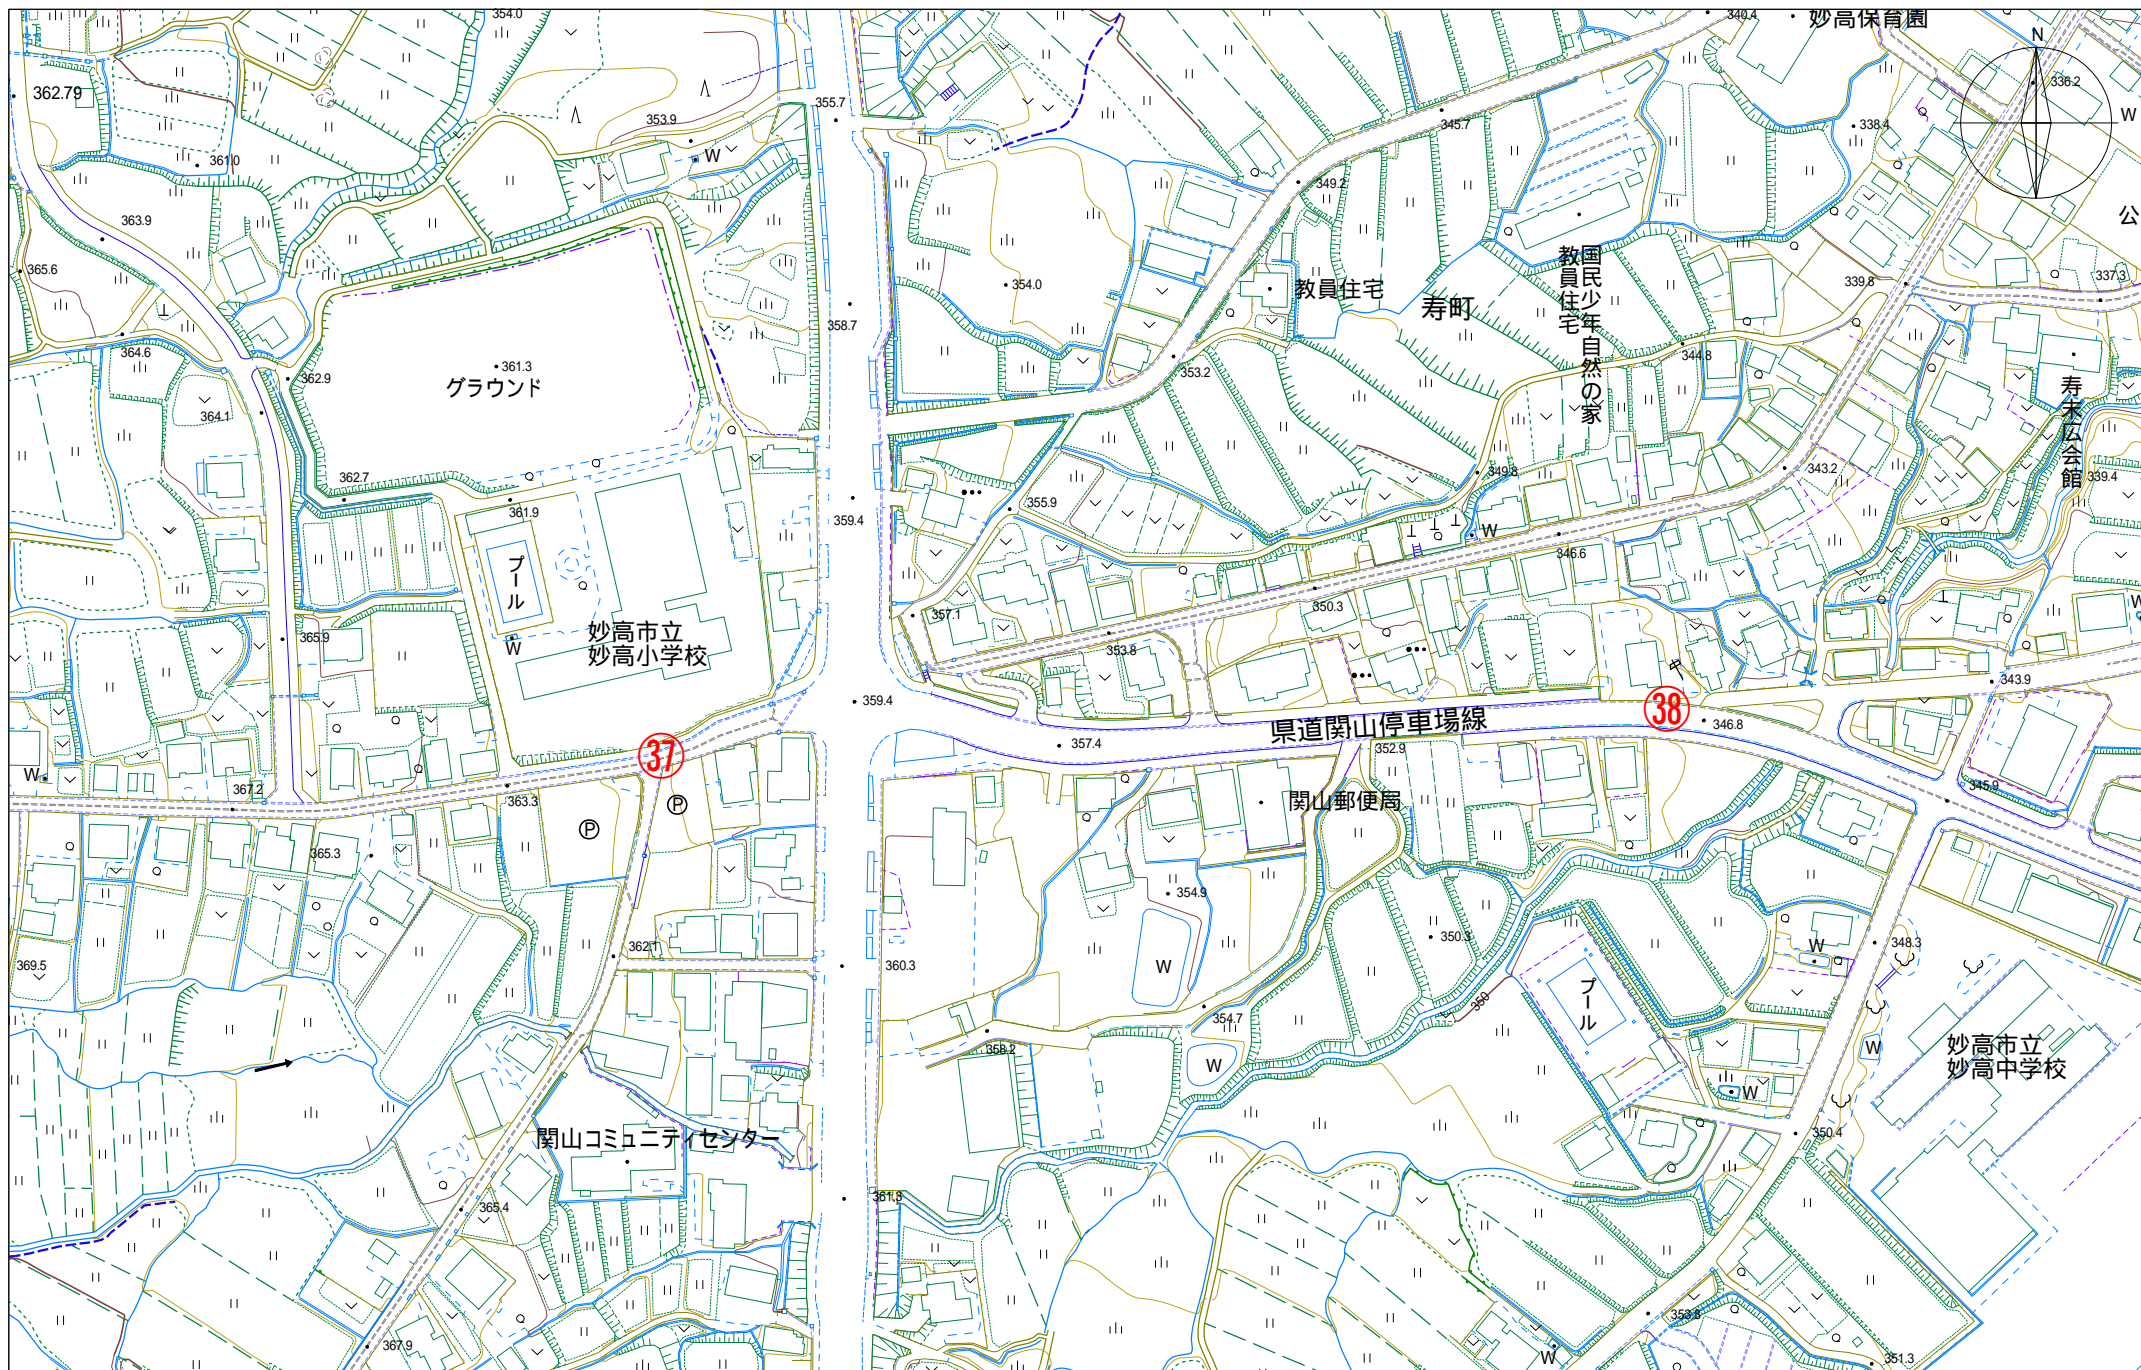 354.0
340.4
妙高保育園
N
336.2
362.79
355.7
353.9
345.7
338.4
W
W
361.0
349.2
363.9
公
365.6
354.0
教員住宅
寿町
国民少年自然の家
教員住宅
339.8
337.3
358.7
364.6
361.3
グラウンド
362.9
353.2
344.8
364.1
寿末広会館
362.7
361.9
359.4
355.9
349.8
343.2
339.4
W
346.6
プール
357.1
350.3
W
365.9
妙高市立
妙高小学校
W
353.8
343.9
359.4
県道関山停車場線
38
346.8
37
357.4
352.9
W
367.2
363.3
P
P
関山郵便局
345.9
365.3
354.9
369.5
362.1
360.3
W
350.3
W
348.3
350
プール
354.7
358.2
W
W
妙高市立
妙高中学校
W
関山コミュニティセンター
350.4
361.8
365.4
353.8
367.9
W
351.3